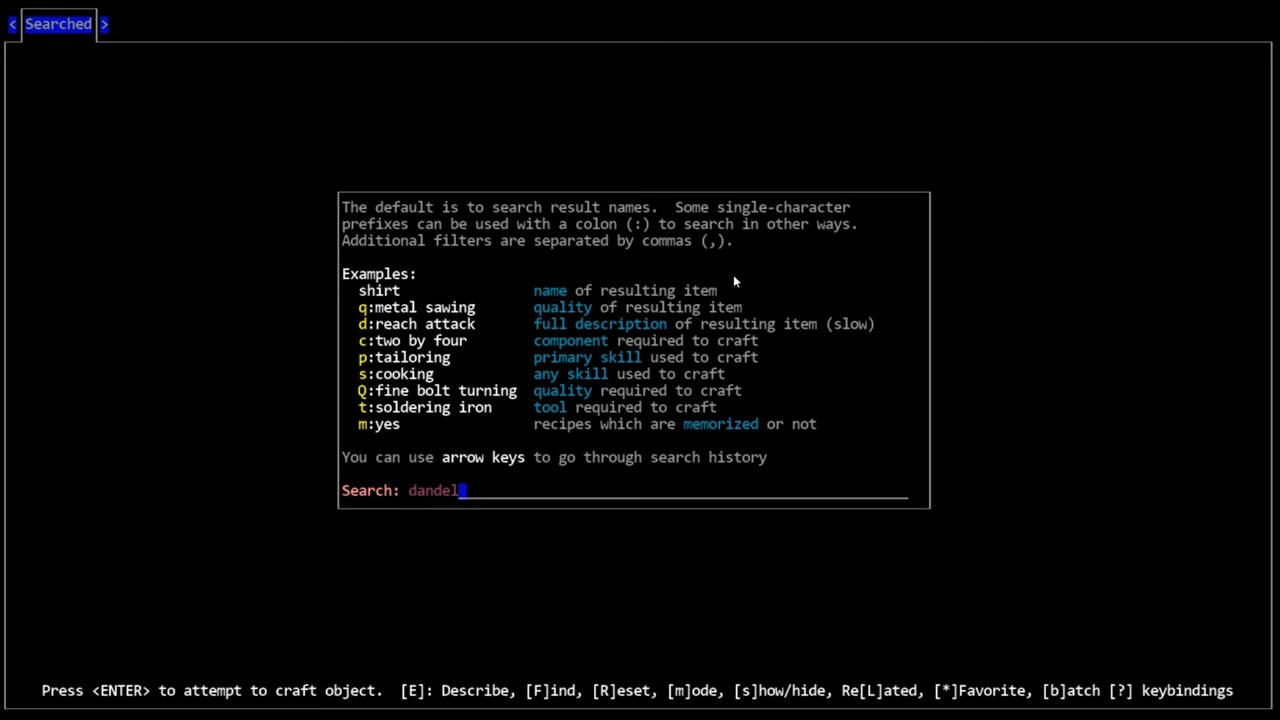 < Searched >
The default is to search result names.  Some single-character
prefixes can be used with a colon (:) to search in other ways.
Additional filters are separated by commas (,).
Examples:
shirt name of resulting item
q:metal sawing quality of resulting item
d:reach attack full description of resulting item (slow)
c:two by four component required to craft
p:tailoring primary skill used to craft
s:cooking any skill used to craft
Q:fine bolt turning quality required to craft
t:soldering iron tool required to craft
m:yes recipes which are memorized or not
You can use arrow keys to go through search history
Search: dandel
Press <ENTER> to attempt to craft object.  [E]: Describe, [F]ind, [R]eset, [m]ode, [s]how/hide, Re[L]ated, [*]Favorite, [b]atch [?] keybindings